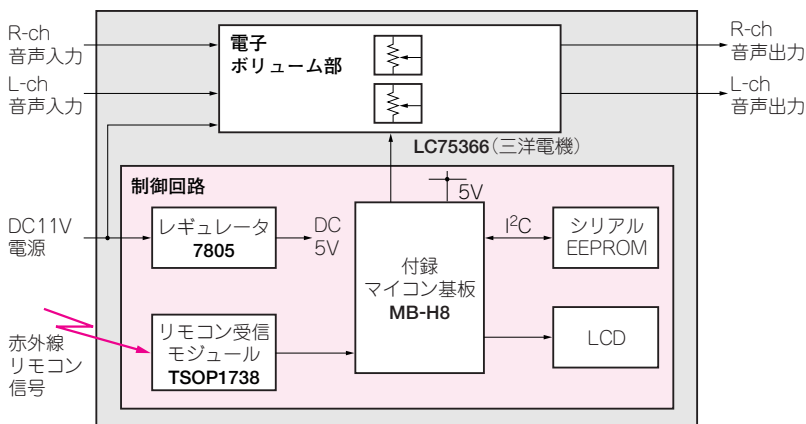 R-ch
音声入力
L-ch
音声入力
電子
ボリューム部
R-ch
音声出力
L-ch
音声出力
LC75366（三洋電機）
制御回路
5V
DC11V
電源
レギュレータ
7805
DC
5V
付録
マイコン基板
MB-H8
I²C
シリアル
EEPROM
赤外線
リモコン
信号
リモコン受信
モジュール
TSOP1738
LCD